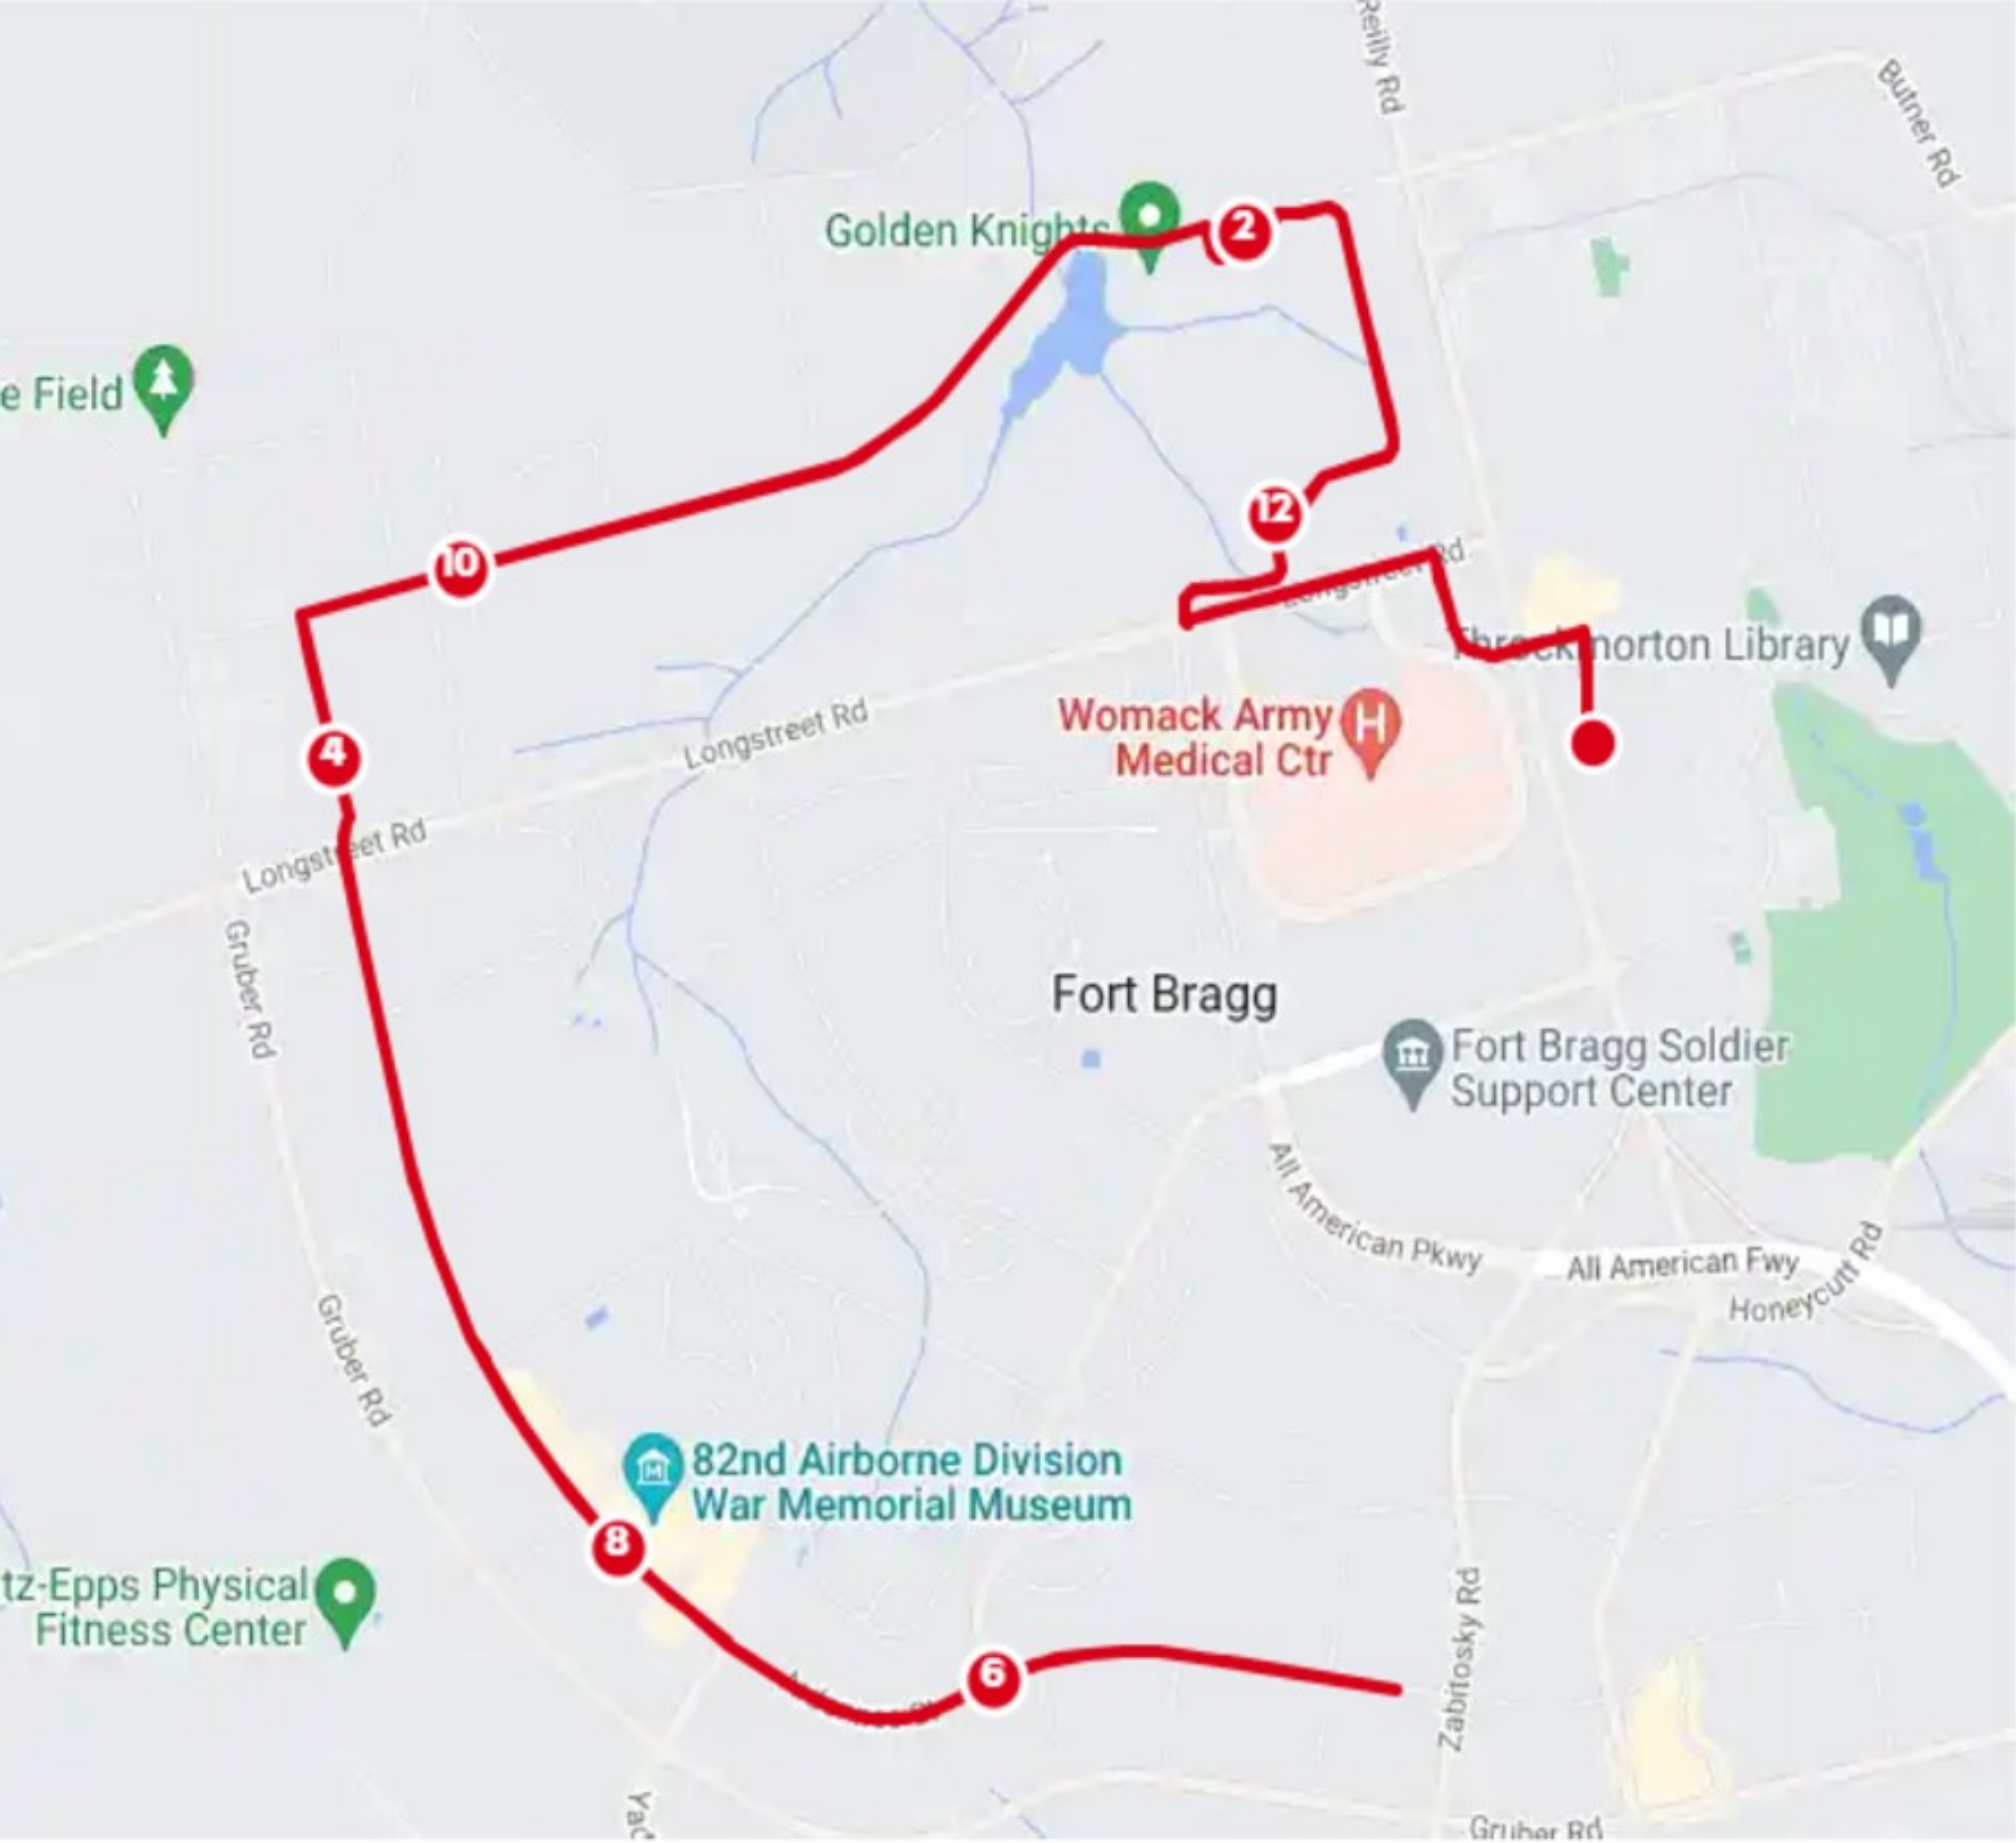 Reilly Rd
Butner Rd
Golden Knights
2
e Field
12
10
Longstreet Rd
Throckmorton Library
Womack Army
Medical Ctr
4
Longstreet Rd
Longstreet Rd
Gruber Rd
Fort Bragg
Fort Bragg Soldier
Support Center
All American Pkwy
All American Fwy
Honeycutt Rd
Gruber Rd
82nd Airborne Division
War Memorial Museum
8
tz-Epps Physical
Fitness Center
6
Zabitosky Rd
Yad
Gruber Rd